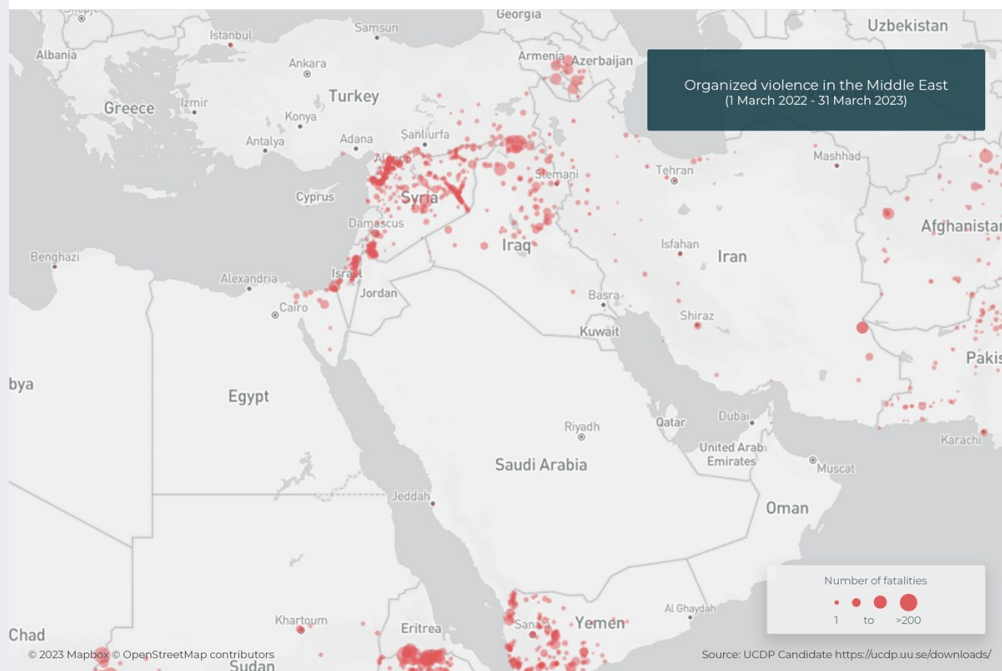 Georgia
Uzbekistan
Samsun
Istanbul
Albania
Armenia
Azerbaijan
Organized violence in the Middle East
(1 March 2022 - 31 March 2023)
Ankara
Turkey
Greece
Izmir
Konya
Antalya
Adana
Şanlıurfa
Mashhad
Tehran
Slemani
Cyprus
Syria
Damascus
Afghanistan
Iraq
Isfahan
Iran
Benghazi
Israel
Alexandria
Jordan
Cairo
Basra
Kuwait
Shiraz
Pakis
bya
Egypt
Qatar
Dubai
Riyadh
Karachi
United Arab
Emirates
Saudi Arabia
Muscat
Jeddah
Oman
Number of fatalities
1 to >200
Al Ghaydah
Khartoum
Eritrea
Sana
Yemen
Chad
Sudan
© 2023 Mapbox © OpenStreetMap contributors
Source: UCDP Candidate https://ucdp.uu.se/downloads/